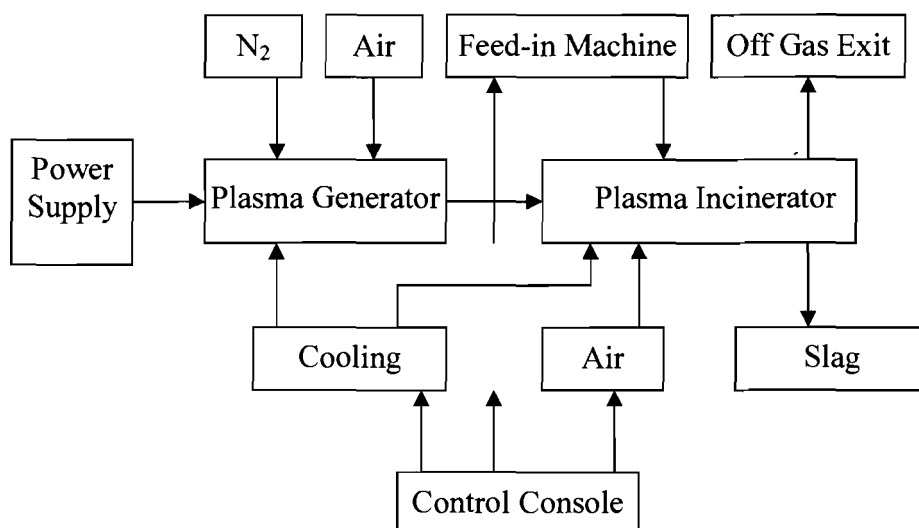 N₂
Air
Feed-in Machine
Off Gas Exit
Power
Supply
Plasma Generator
Plasma Incinerator
Cooling
Air
Slag
Control Console